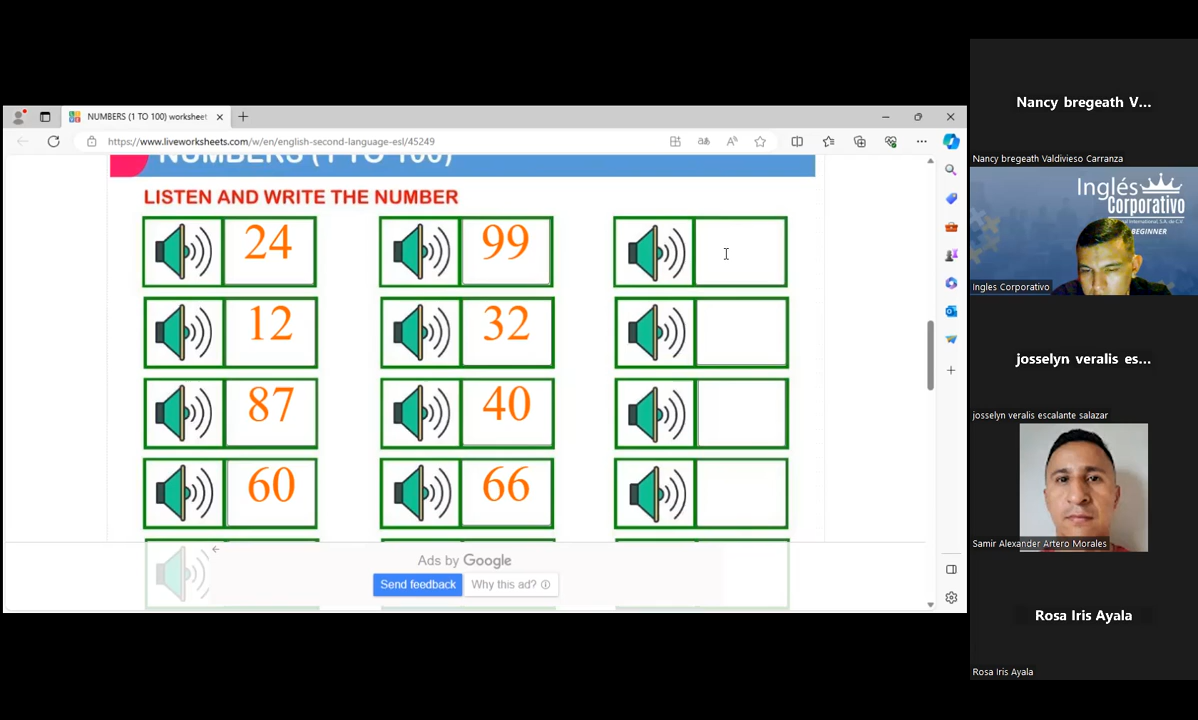 NUMBERS (1 TO 100) worksheet
https://www.liveworksheets.com/w/en/english-second-language-esl/45249
NUMBERS (1 TO 100)
LISTEN AND WRITE THE NUMBER
24 99
12 32
87 40
60 66
Ads by Google
Send feedback Why this ad?
Nancy bregeath V...
Nancy bregeath Valdivieso Carranza
Inglés
Corporativo
BEGINNER
Ingles Corporativo
josselyn veralis es...
josselyn veralis escalante salazar
Samir Alexander Artero Morales
Rosa Iris Ayala
Rosa Iris Ayala